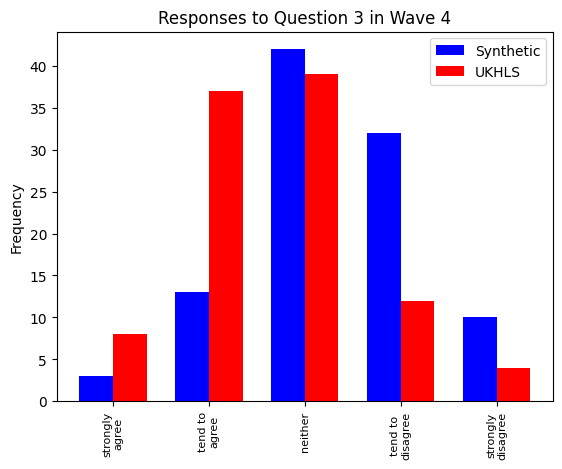 Responses to Question 3 in Wave 4
Synthetic
UKHLS
Frequency
40
35
30
25
20
15
10
5
0
strongly
agree
tend to
agree
neither
tend to
disagree
strongly
disagree